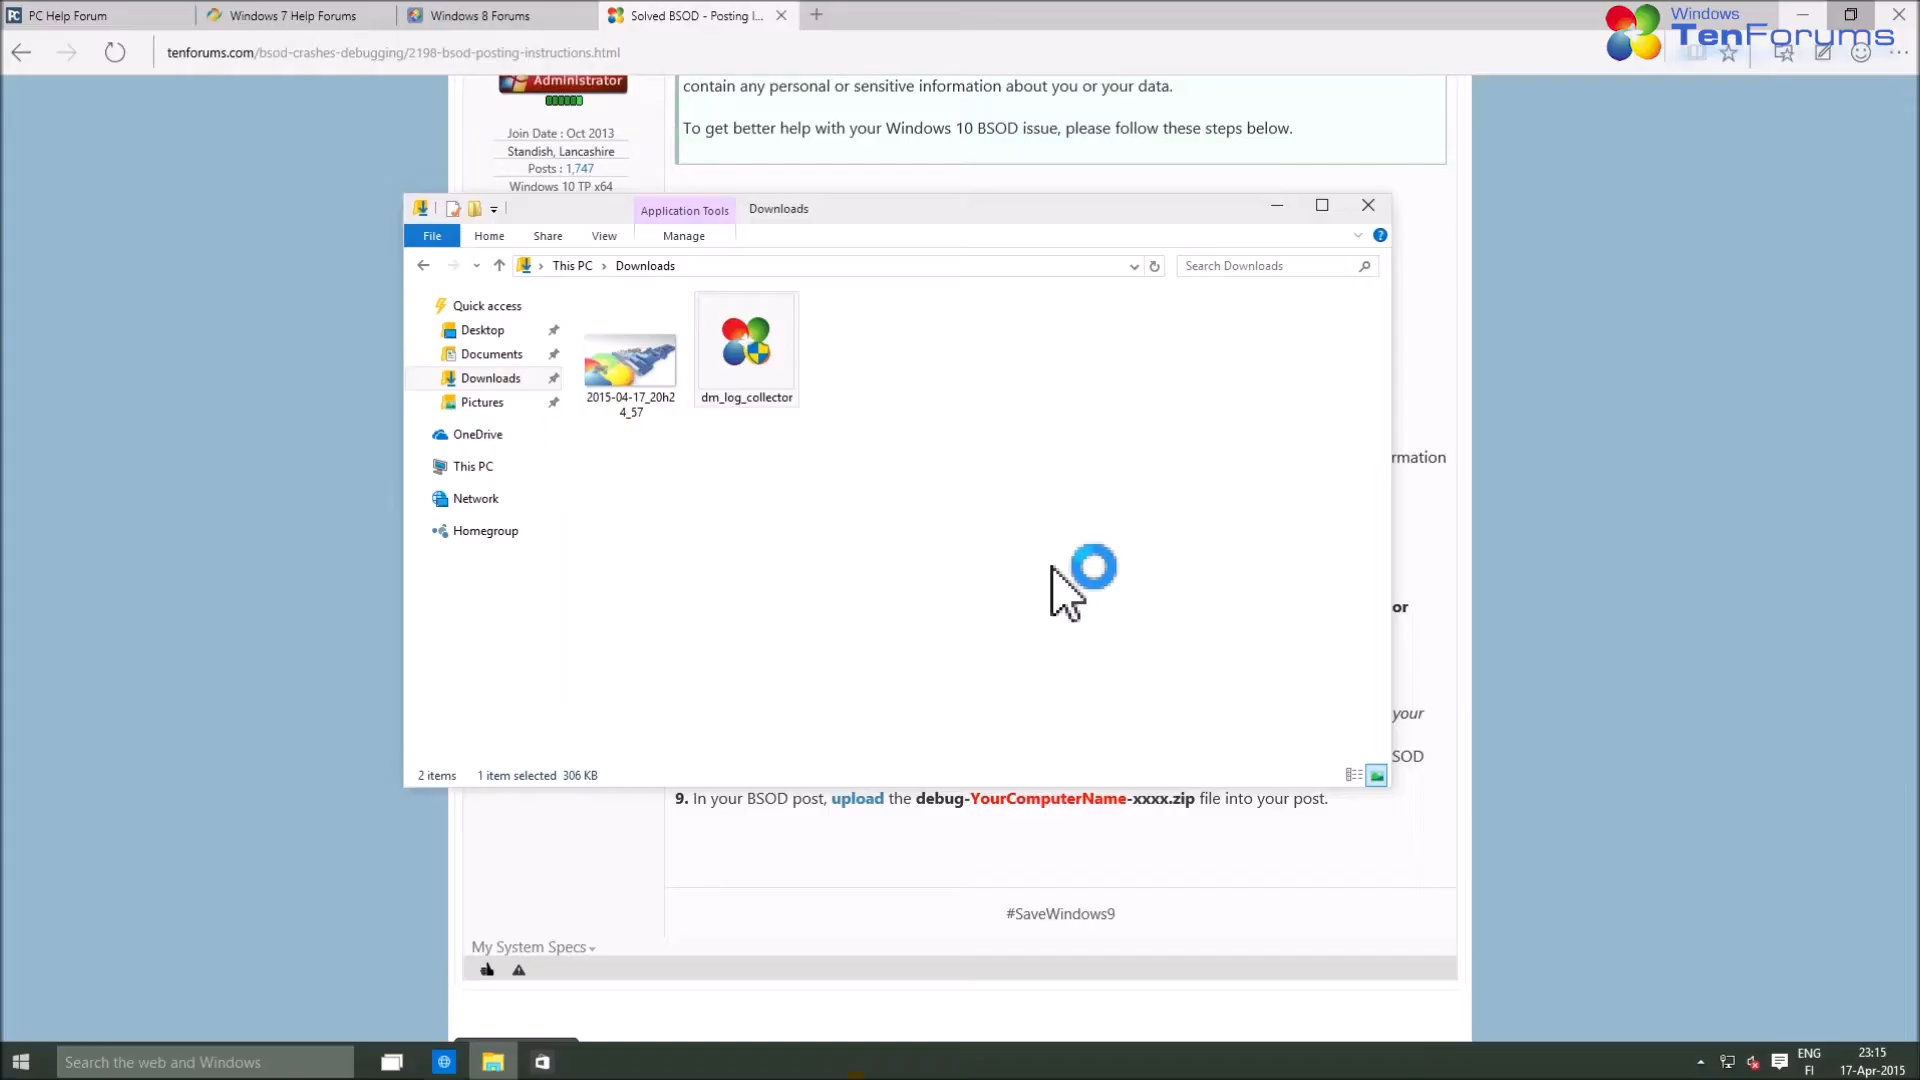 PC Help Forum
Windows 7 Help Forums
Windows 8 Forums
Solved BSOD - Posting I...
Windows
TenForums
tenforums.com/bsod-crashes-debugging/2198-bsod-posting-instructions.html
Administrator
contain any personal or sensitive information about you or your data.
To get better help with your Windows 10 BSOD issue, please follow these steps below.
Join Date : Oct 2013
Standish, Lancashire
Posts : 1,747
Windows 10 TP x64
Application Tools
Downloads
File
Home
Share
View
Manage
This PC
Downloads
Search Downloads
Quick access
Desktop
Documents
Downloads
Pictures
OneDrive
This PC
Network
Homegroup
2015-04-17_20h2
4_57
dm_log_collector
rmation
or
your
SOD
2 items
1 item selected 306 KB
9. In your BSOD post, upload the debug-YourComputerName-xxxx.zip file into your post.
#SaveWindows9
My System Specs
Search the web and Windows
ENG
FI
23:15
17-Apr-2015